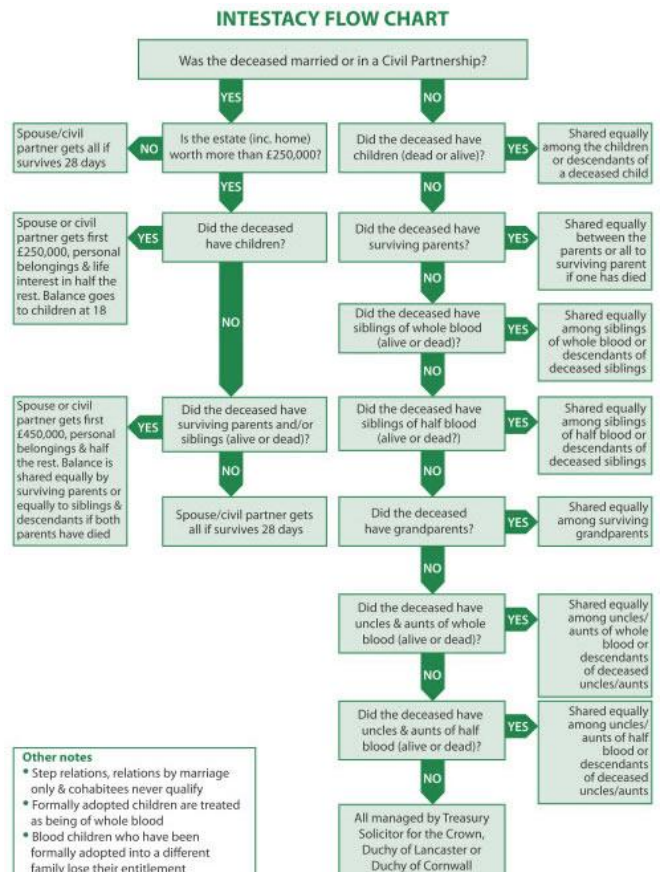 INTESTACY FLOW CHART
Was the deceased married or in a Civil Partnership?
YES
NO
Spouse/civil
partner gets all if
survives 28 days
NO
Is the estate (inc. home)
worth more than £250,000?
Did the deceased have
children (dead or alive)?
YES
Shared equally
among the children
or descendants of
a deceased child
YES
NO
Spouse or civil
partner gets first
£250,000, personal
belongings & life
interest in half the
rest. Balance goes
to children at 18
YES
Did the deceased
have children?
Did the deceased have
surviving parents?
YES
Shared equally
between the
parents or all to
surviving parent
if one has died
NO
NO
Did the deceased have
siblings of whole blood
(alive or dead)?
YES
Shared equally
among siblings
of whole blood or
descendants of
deceased siblings
NO
Spouse or civil
partner gets first
£450,000, personal
belongings & half
the rest. Balance is
shared equally by
surviving parents or
equally to siblings &
descendants if both
parents have died
YES
Did the deceased have
surviving parents and/or
siblings (alive or dead)?
Did the deceased have
siblings of half blood
(alive or dead?)
YES
Shared equally
among siblings
of half blood or
descendants of
deceased siblings
NO
NO
Spouse/civil partner gets
all if survives 28 days
Did the deceased
have grandparents?
YES
Shared equally
among surviving
grandparents
NO
Did the deceased have
uncles & aunts of whole
blood (alive or dead)?
YES
Shared equally
among uncles/
aunts of whole
blood or
descendants
of deceased
uncles/aunts
NO
Did the deceased have
uncles & aunts of half
blood (alive or dead)?
YES
Shared equally
among uncles/
aunts of half
blood or
descendants
of deceased
uncles/aunts
NO
All managed by Treasury
Solicitor for the Crown,
Duchy of Lancaster or
Duchy of Cornwall
Other notes
• Step relations, relations by marriage
only & cohabitees never qualify
• Formally adopted children are treated
as being of whole blood
• Blood children who have been
formally adopted into a different
family lose their entitlement